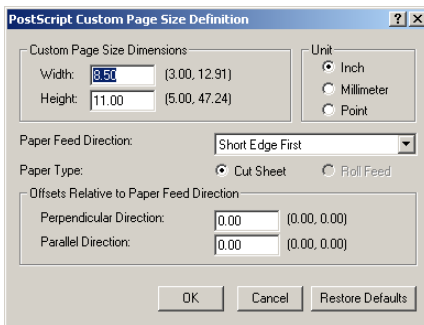 PostScript Custom Page Size Definition
Custom Page Size Dimensions
Width: 8.50 (3.00, 12.91)
Height: 11.00 (5.00, 47.24)
Unit
Inch
Millimeter
Point
Paper Feed Direction: Short Edge First
Paper Type: Cut Sheet Roll Feed
Offsets Relative to Paper Feed Direction
Perpendicular Direction: 0.00 (0.00, 0.00)
Parallel Direction: 0.00 (0.00, 0.00)
OK Cancel Restore Defaults